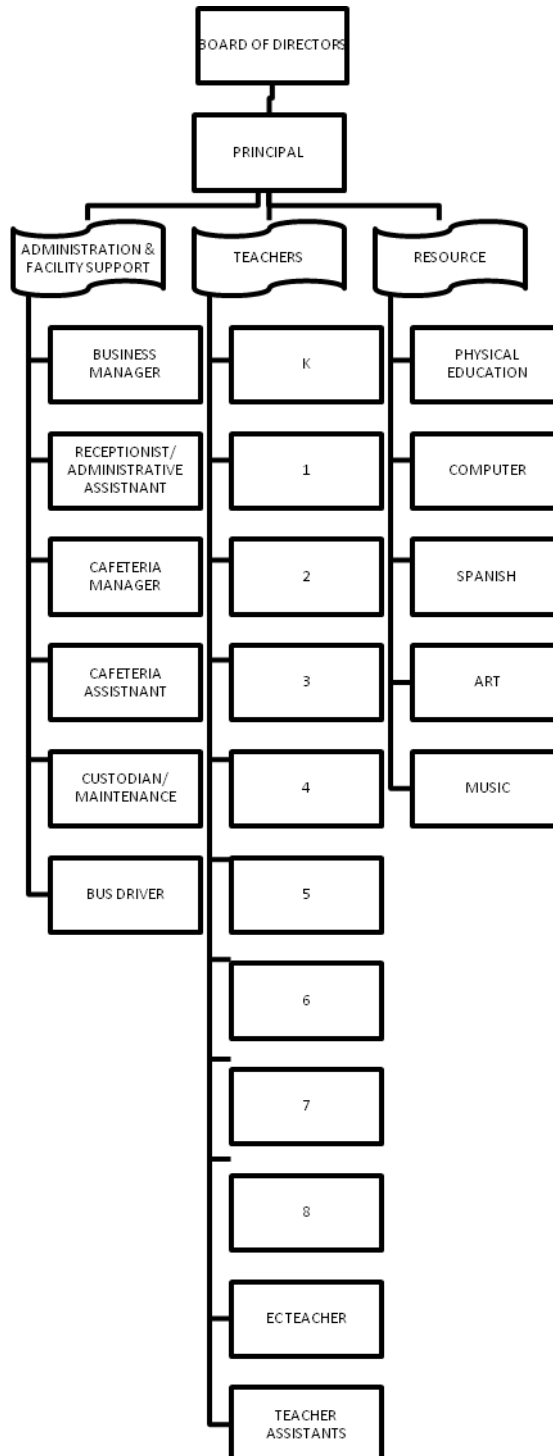 BOARD OF DIRECTORS
PRINCIPAL
ADMINISTRATION &
FACILITY SUPPORT
TEACHERS
RESOURCE
BUSINESS
MANAGER
RECEPTIONIST/
ADMINISTRATIVE
ASSISTNANT
CAFETERIA
MANAGER
CAFETERIA
ASSISTNANT
CUSTODIAN/
MAINTENANCE
BUS DRIVER
K
1
2
3
4
5
6
7
8
EC TEACHER
TEACHER
ASSISTANTS
PHYSICAL
EDUCATION
COMPUTER
SPANISH
ART
MUSIC